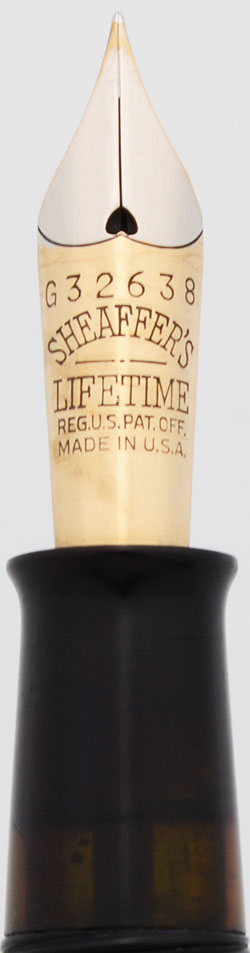 G32638
SHEAFFER'S
LIFETIME
REG.U.S.PAT.OFF.
MADE IN U.S.A.